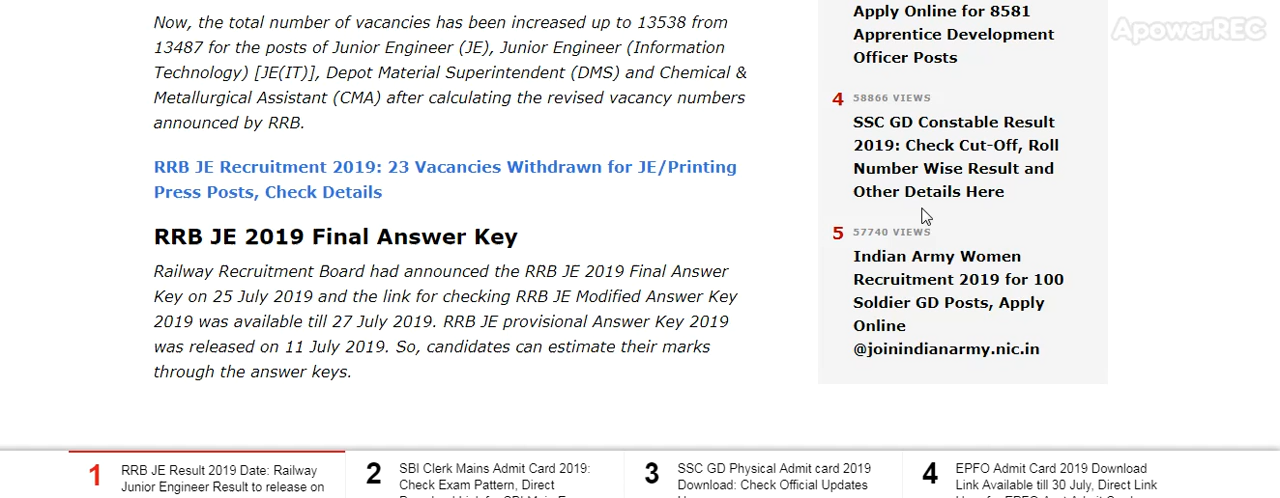 Now, the total number of vacancies has been increased up to 13538 from
13487 for the posts of Junior Engineer (JE), Junior Engineer (Information
Technology) [JE(IT)], Depot Material Superintendent (DMS) and Chemical &
Metallurgical Assistant (CMA) after calculating the revised vacancy numbers
announced by RRB.
RRB JE Recruitment 2019: 23 Vacancies Withdrawn for JE/Printing
Press Posts, Check Details
RRB JE 2019 Final Answer Key
Railway Recruitment Board had announced the RRB JE 2019 Final Answer
Key on 25 July 2019 and the link for checking RRB JE Modified Answer Key
2019 was available till 27 July 2019. RRB JE provisional Answer Key 2019
was released on 11 July 2019. So, candidates can estimate their marks
through the answer keys.
ApowerREC
Apply Online for 8581
Apprentice Development
Officer Posts
4 58866 VIEWS
SSC GD Constable Result
2019: Check Cut-Off, Roll
Number Wise Result and
Other Details Here
5 57740 VIEWS
Indian Army Women
Recruitment 2019 for 100
Soldier GD Posts, Apply
Online
@joinindianarmy.nic.in
1 RRB JE Result 2019 Date: Railway
Junior Engineer Result to release on
2 SBI Clerk Mains Admit Card 2019:
Check Exam Pattern, Direct
3 SSC GD Physical Admit card 2019
Download: Check Official Updates
4 EPFO Admit Card 2019 Download
Link Available till 30 July, Direct Link